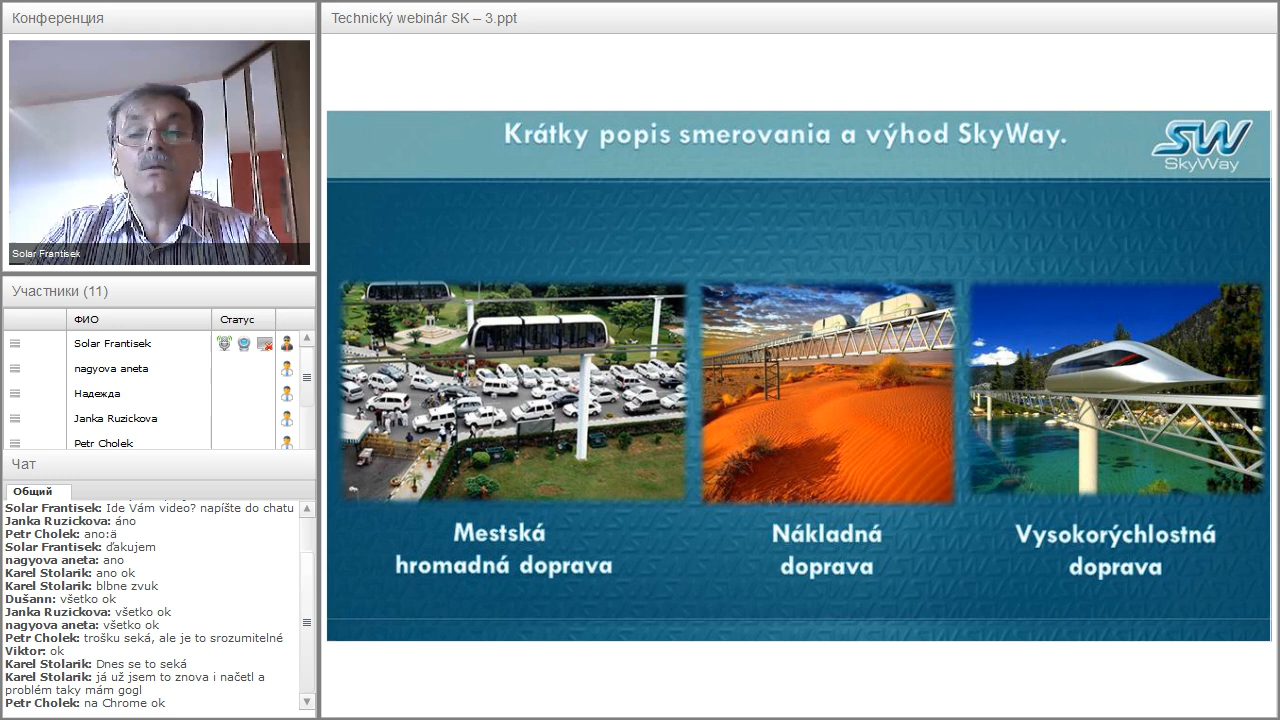 Конференция
Solar Frantisek
Участники (11)
ФИО
Статус
Solar Frantisek
nagyova aneta
Надежда
Janka Ruzickova
Petr Cholek
Чат
Общий
Solar Frantisek: Ide Vám video? napíšte do chatu
Janka Ruzickova: áno
Petr Cholek: ano:ä
Solar Frantisek: ďakujem
nagyova aneta: ano
Karel Stolarik: ano ok
Karel Stolarik: blbne zvuk
Dušann: všetko ok
Janka Ruzickova: všetko ok
nagyova aneta: všetko ok
Petr Cholek: trošku seká, ale je to srozumitelné
Viktor: ok
Karel Stolarik: Dnes se to seká
Karel Stolarik: já už jsem to znova i načetl a
problém taky mám gogl
Petr Cholek: na Chrome ok
Technický webinár SK – 3.ppt
Krátky popis smerovania a výhod SkyWay.
SW
SkyWay
Mestská
hromadná doprava
Nákladná
doprava
Vysokorýchlostná
doprava